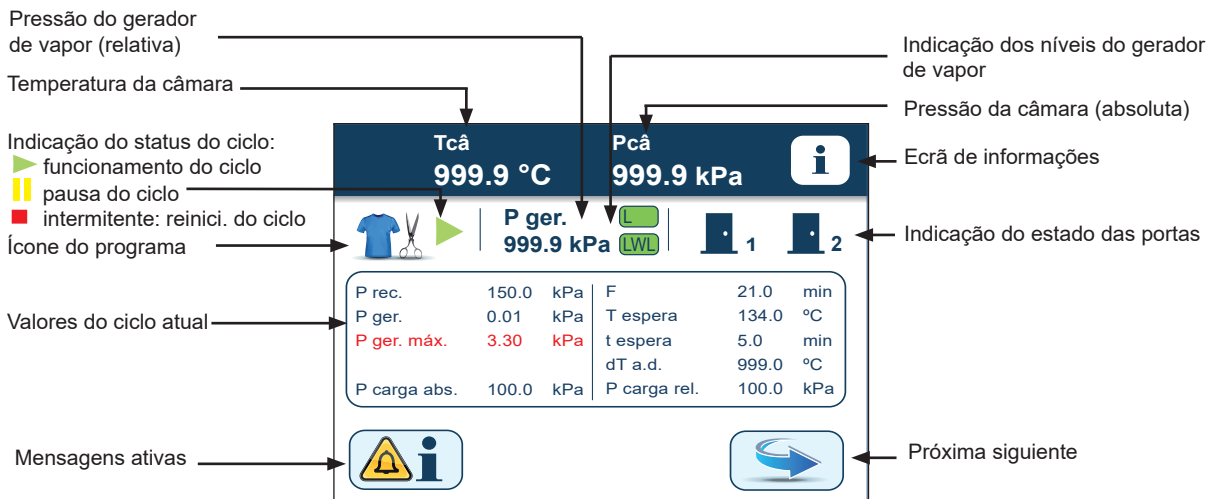 Pressão do gerador
de vapor (relativa)
Temperatura da câmara
Indicação do status do ciclo:
funcionamento do ciclo
pausa do ciclo
intermitente: reinici. do ciclo
Ícone do programa
Valores do ciclo atual
Mensagens ativas
Indicação dos níveis do gerador
de vapor
Pressão da câmara (absoluta)
Ecrã de informações
Indicação do estado das portas
Próxima siguiente
Tcâ Pcâ
999.9 °C 999.9 kPa i
P ger. L
999.9 kPa LWL 1 2
P rec. 150.0 kPa F 21.0 min
P ger. 0.01 kPa T espera 134.0 ºC
P ger. máx. 3.30 kPa t espera 5.0 min
dT a.d. 999.0 ºC
P carga abs. 100.0 kPa P carga rel. 100.0 kPa
i